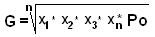 G = n√x₁* x₂* x₃* xₙ* Po